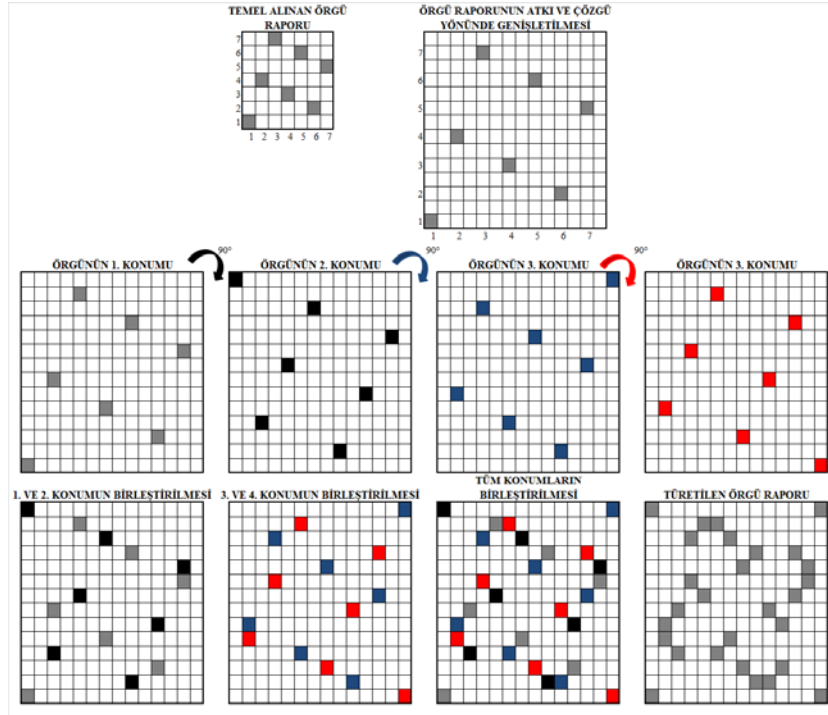 TEMEL ALINAN ÖRGÜ
RAPORU
7
6
5
4
3
2
1
1 2 3 4 5 6 7
ÖRGÜ RAPORUNUN ATKI VE ÇÖZGÜ
YÖNÜNDE GENİŞLETİLMESİ
7
6
5
4
3
2
1
1 2 3 4 5 6 7
ÖRGÜNÜN 1. KONUMU
90°
ÖRGÜNÜN 2. KONUMU
90°
ÖRGÜNÜN 3. KONUMU
90°
ÖRGÜNÜN 3. KONUMU
1. VE 2. KONUMUN BİRLEŞTİRİLMESİ
3. VE 4. KONUMUN BİRLEŞTİRİLMESİ
TÜM KONUMLARIN
BİRLEŞTİRİLMESİ
TÜRETİLEN ÖRGÜ RAPORU